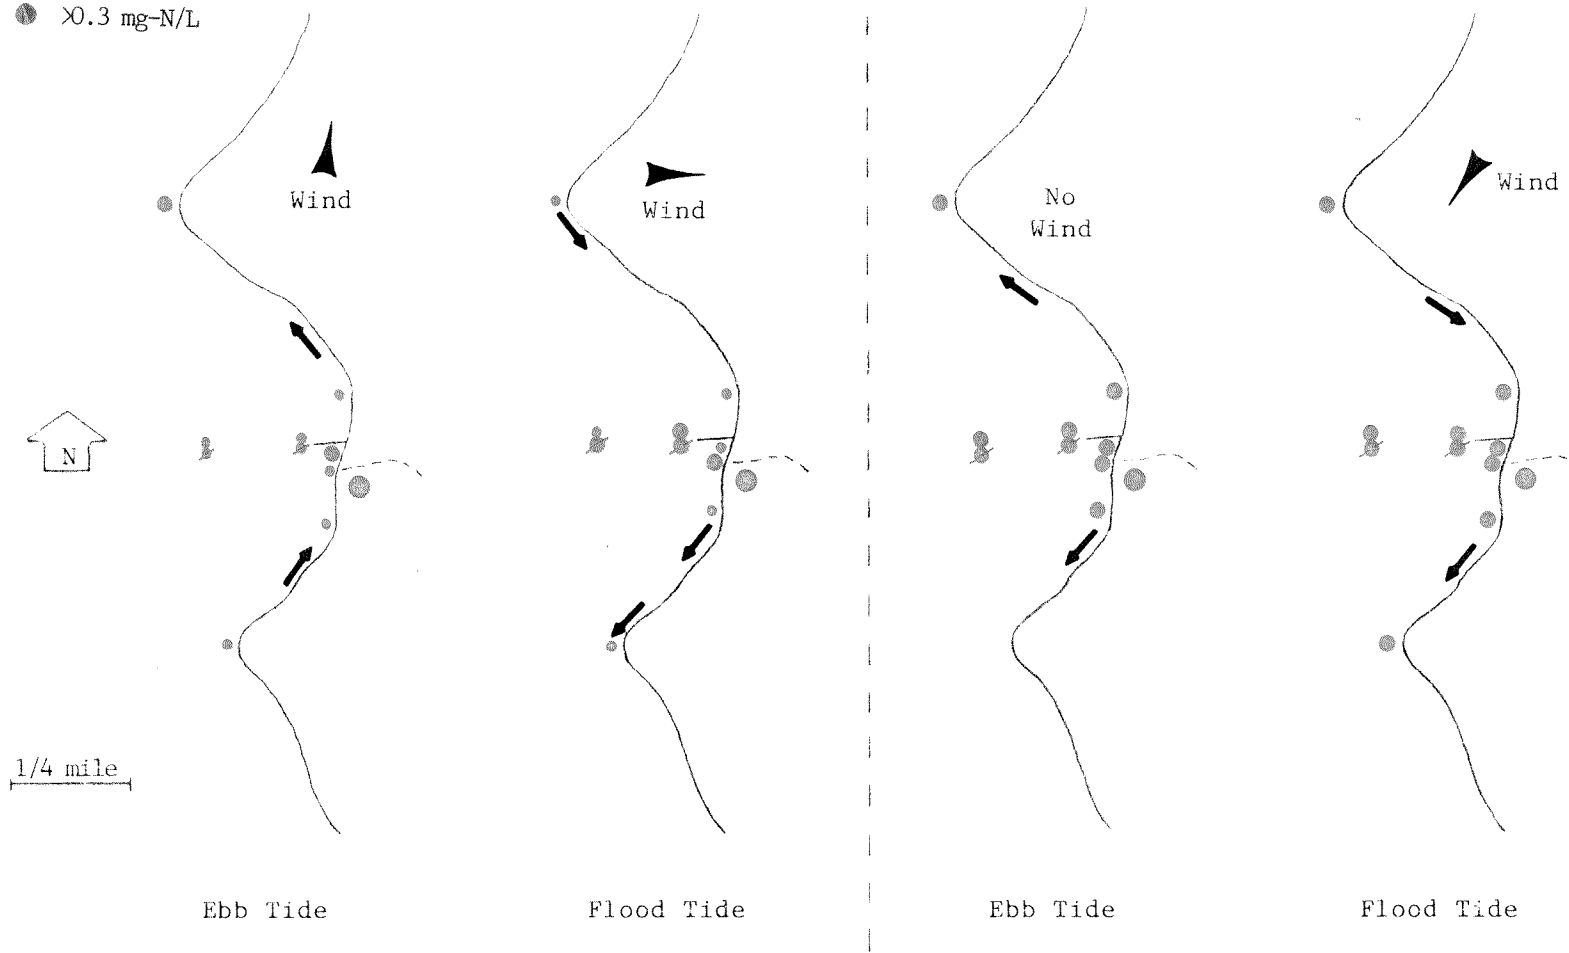 >0.3 mg-N/L
Wind
Wind
No
Wind
Wind
N
1/4 mile
Ebb Tide
Flood Tide
Ebb Tide
Flood Tide